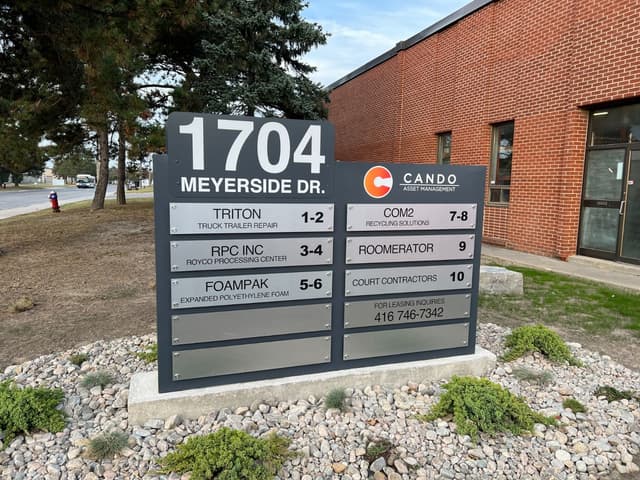 1704
MEYERSIDE DR.
CANDO
ASSET MANAGEMENT
TRITON 1-2
TRUCK TRAILER REPAIR
RPC INC 3-4
ROYCO PROCESSING CENTER
FOAMPAK 5-6
EXPANDED POLYETHYLENE FOAM
COM2 7-8
RECYCLING SOLUTIONS
ROOMERATOR 9
COURT CONTRACTORS 10
FOR LEASING INQUIRIES
416 746-7342